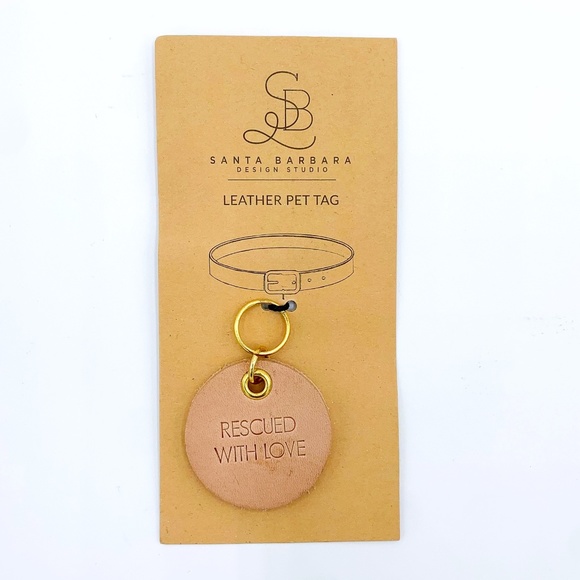 SB
SANTA BARBARA
DESIGN STUDIO
LEATHER PET TAG
RESCUED
WITH LOVE